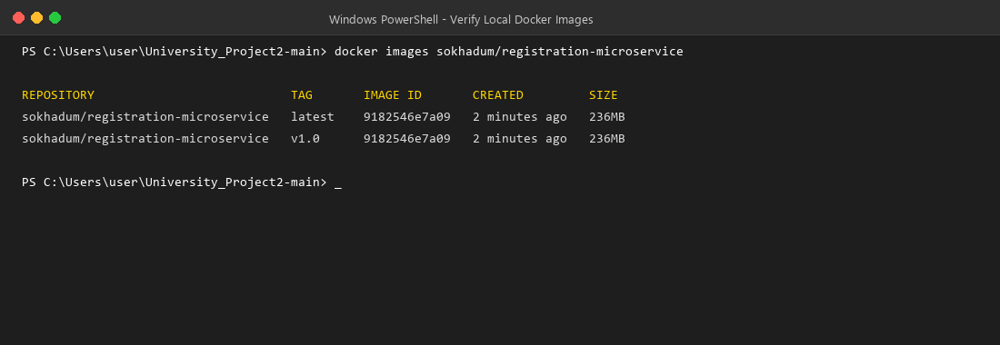 Windows PowerShell - Verify Local Docker Images
PS C:\Users\user\University_Project2-main> docker images sokhadum/registration-microservice
REPOSITORY TAG IMAGE ID CREATED SIZE
sokhadum/registration-microservice latest 9182546e7a09 2 minutes ago 236MB
sokhadum/registration-microservice v1.0 9182546e7a09 2 minutes ago 236MB
PS C:\Users\user\University_Project2-main> _